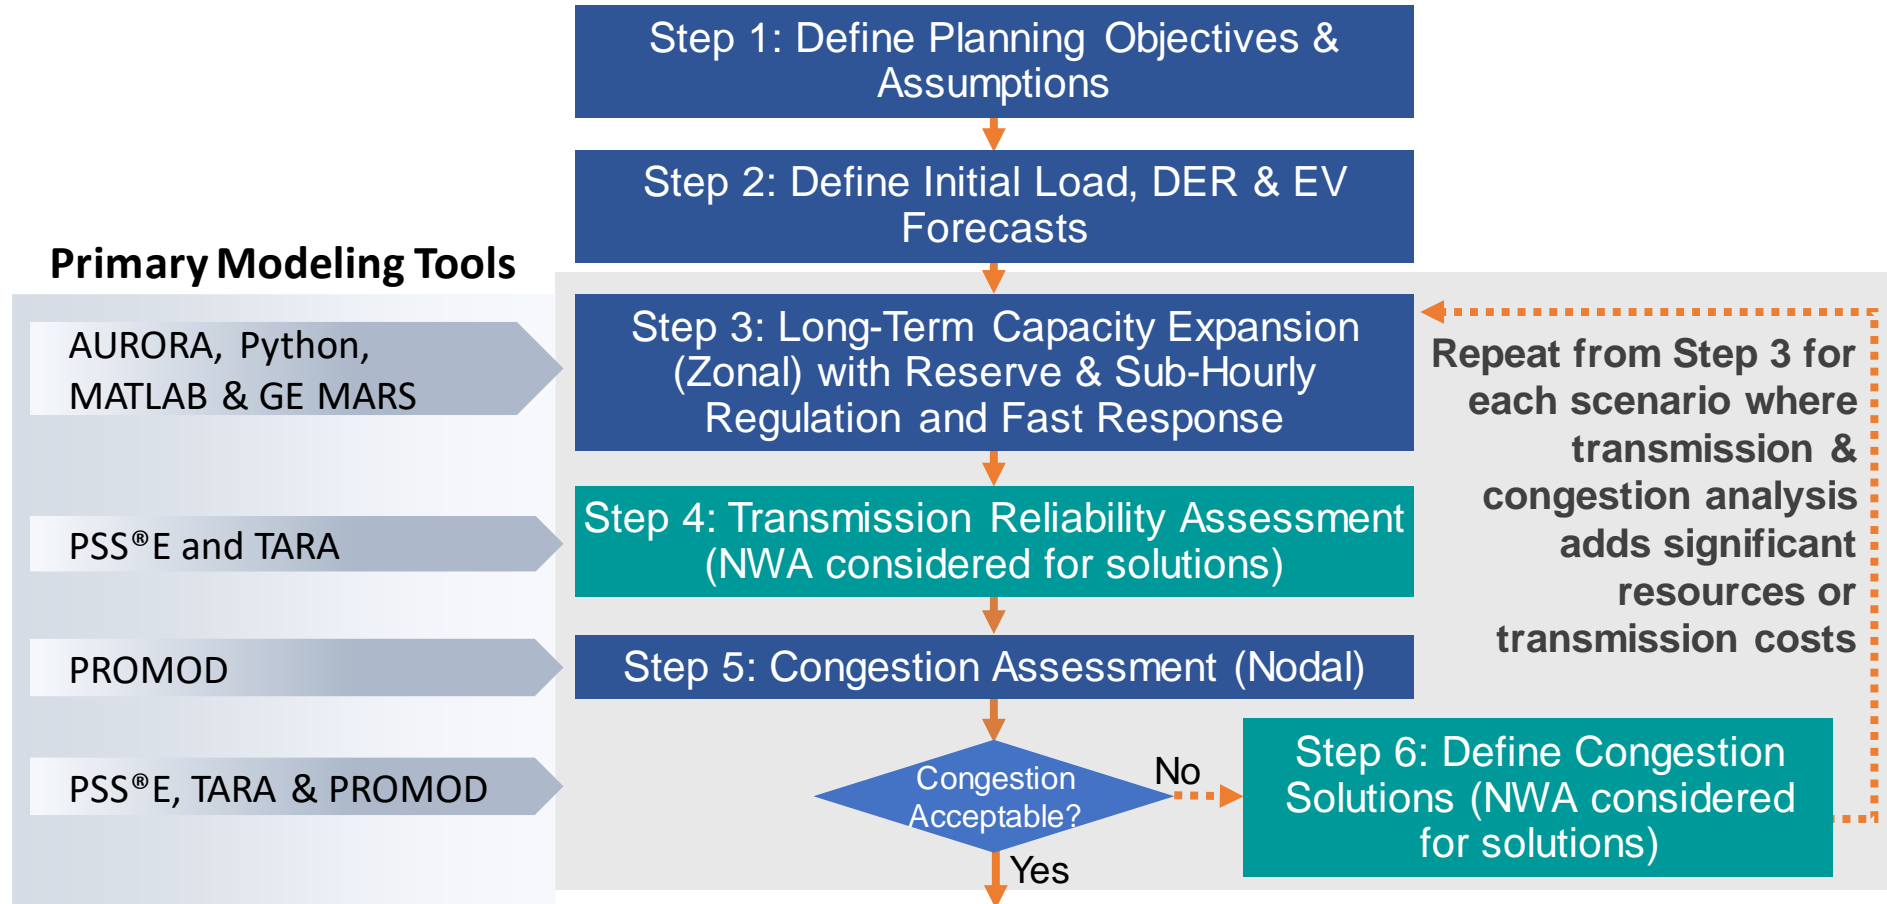 Step 1: Define Planning Objectives &
Assumptions
Step 2: Define Initial Load, DER & EV
Forecasts
Primary Modeling Tools
AURORA, Python,
MATLAB & GE MARS
Step 3: Long-Term Capacity Expansion
(Zonal) with Reserve & Sub-Hourly
Regulation and Fast Response
Repeat from Step 3 for
each scenario where
transmission &
congestion analysis
adds significant
resources or
transmission costs
PSS®E and TARA
Step 4: Transmission Reliability Assessment
(NWA considered for solutions)
PROMOD
Step 5: Congestion Assessment (Nodal)
PSS®E, TARA & PROMOD
Congestion
Acceptable?
No
Step 6: Define Congestion
Solutions (NWA considered
for solutions)
Yes